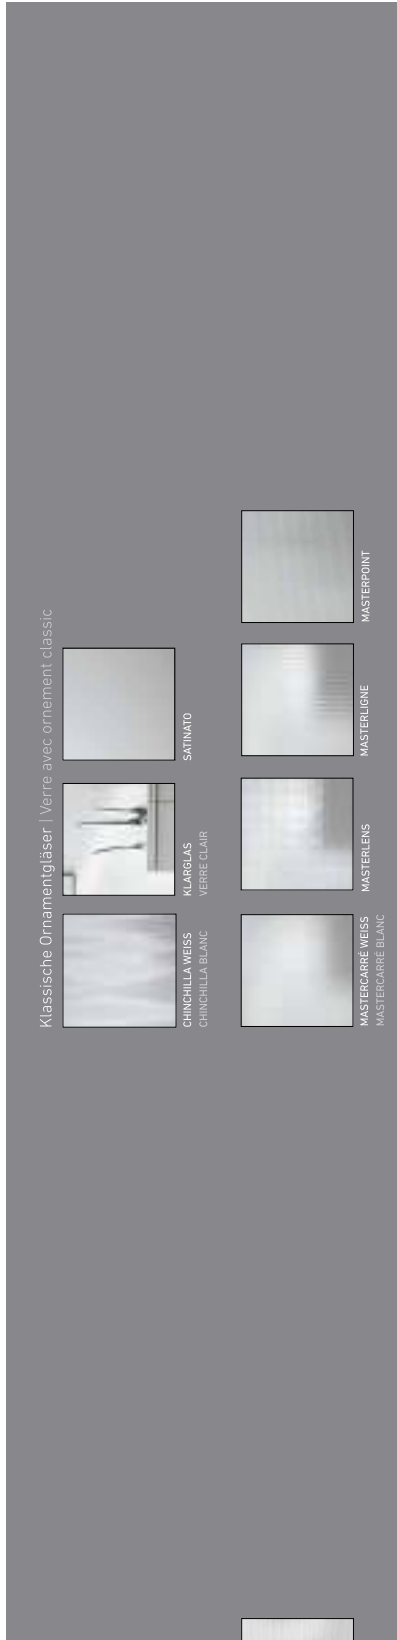 Klassische Ornamentgläser | Verre avec ornement classic
CHINCHILLA WEISS
CHINCHILLA BLANC
KLARGLAS
VERRE CLAIR
SATINATO
MASTERCARRÉ WEISS
MASTERCARRÉ BLANC
MASTERLENS
MASTERLIGNE
MASTERPOINT